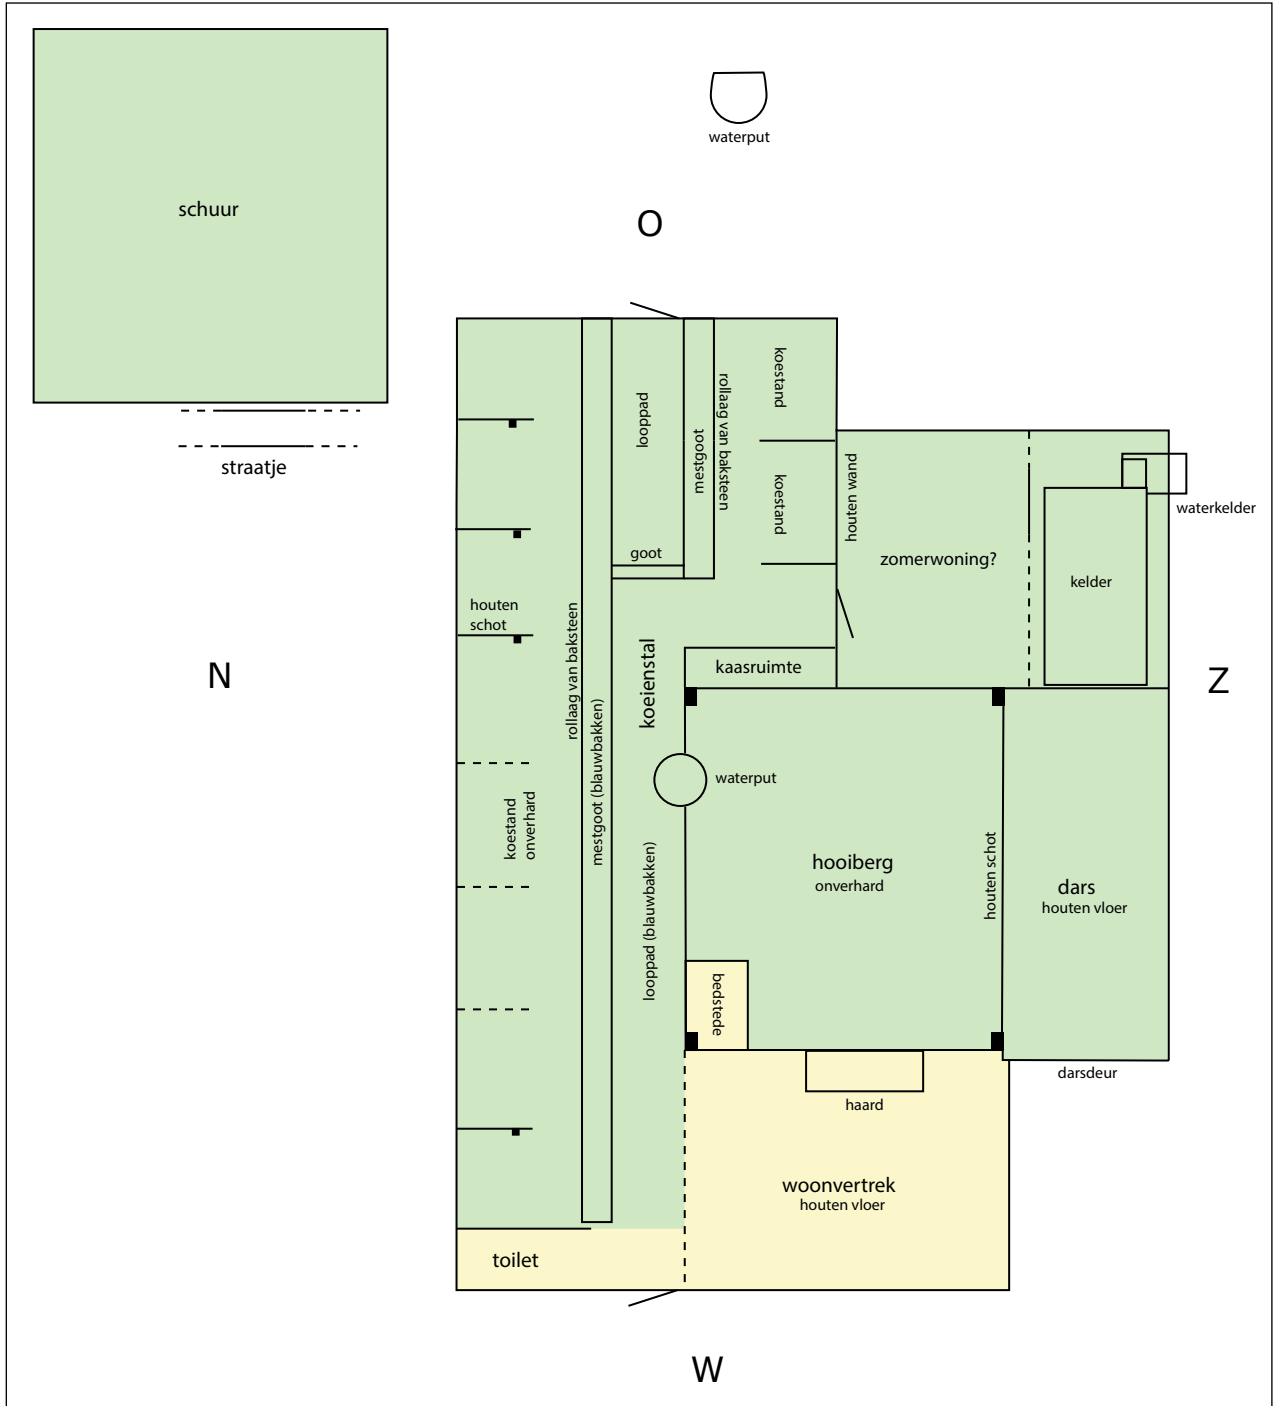 waterput
schuur
O
straatje
looppad
mestgoot
rollaag van baksteen
koestand
koestand
houten wand
goot
zomerwoning?
waterkelder
kelder
houten
schot
rollaag van baksteen
mestgoot (blauwbakken)
koeienstal
kaasruimte
N
Z
waterput
koestand
onverhard
looppad (blauwbakken)
hooiberg
onverhard
houten schot
dars
houten vloer
bedstede
darsdeur
haard
woonvertrek
houten vloer
toilet
W